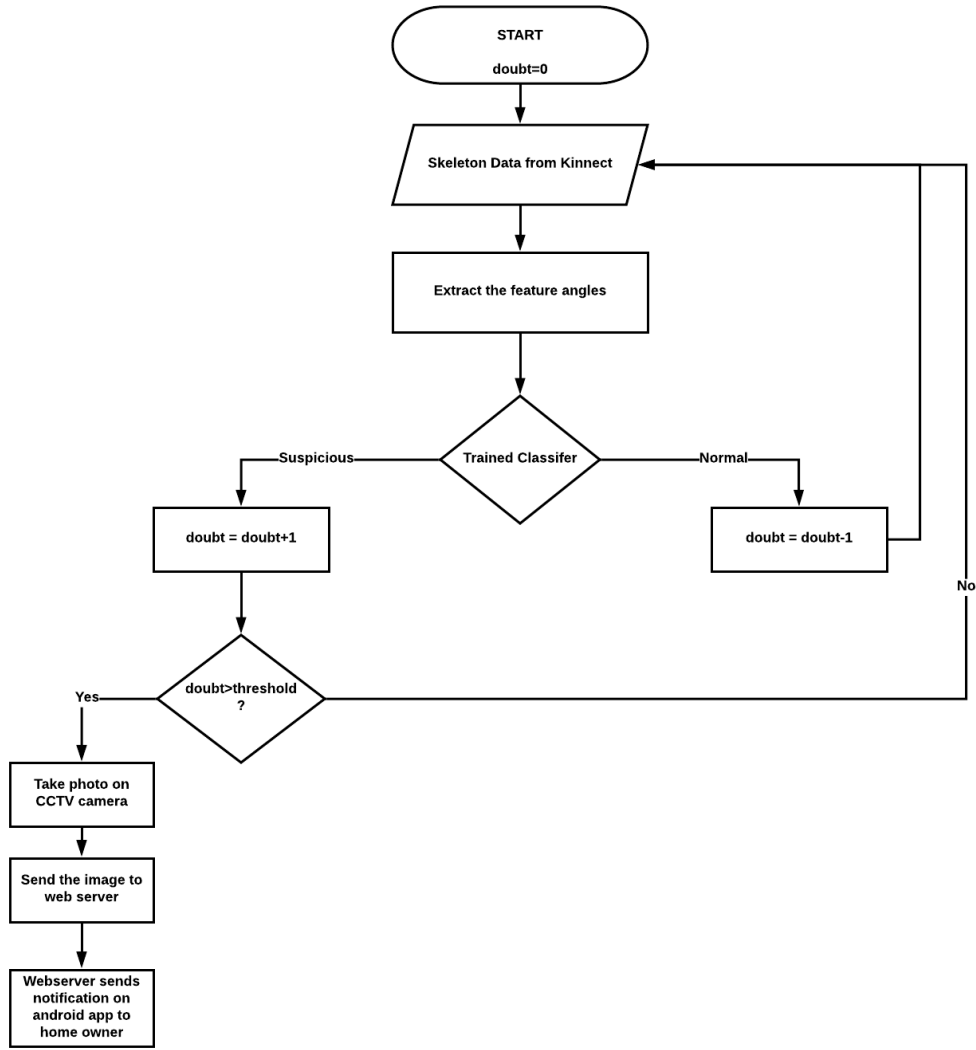 START
doubt=0
Skeleton Data from Kinnect
Extract the feature angles
Trained Classifer
Suspicious
Normal
doubt = doubt+1
doubt = doubt-1
No
doubt>threshold
?
Yes
Take photo on
CCTV camera
Send the image to
web server
Webserver sends
notification on
android app to
home owner